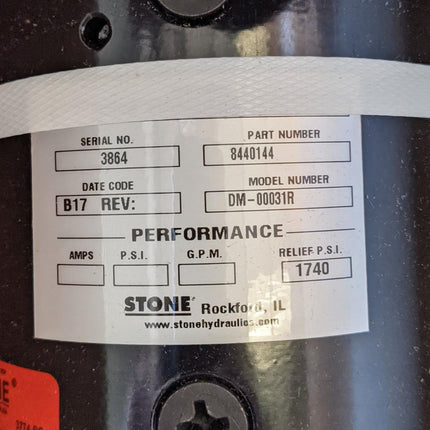 SERIAL NO. PART NUMBER
3864 8440144
DATE CODE MODEL NUMBER
B17 REV: DM-00031R
PERFORMANCE
AMPS P.S.I. G.P.M. RELIEF P.S.I.
1740
STONE® Rockford, IL
www.stonehydraulics.com